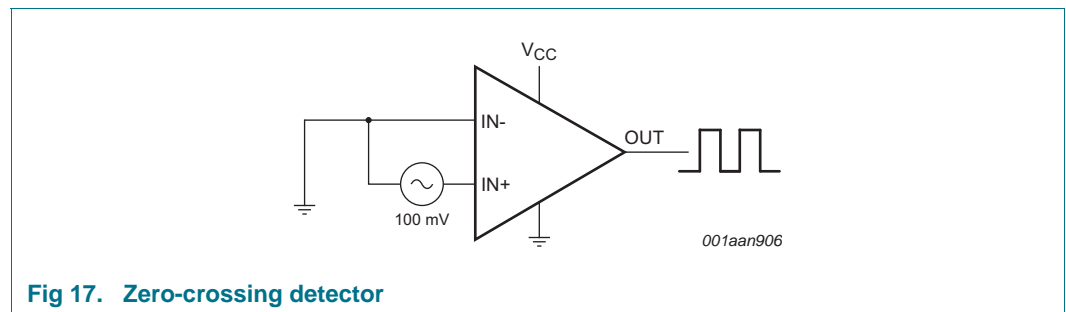 VCC
IN-
OUT
IN+
100 mV
001aan906
Fig 17. Zero-crossing detector